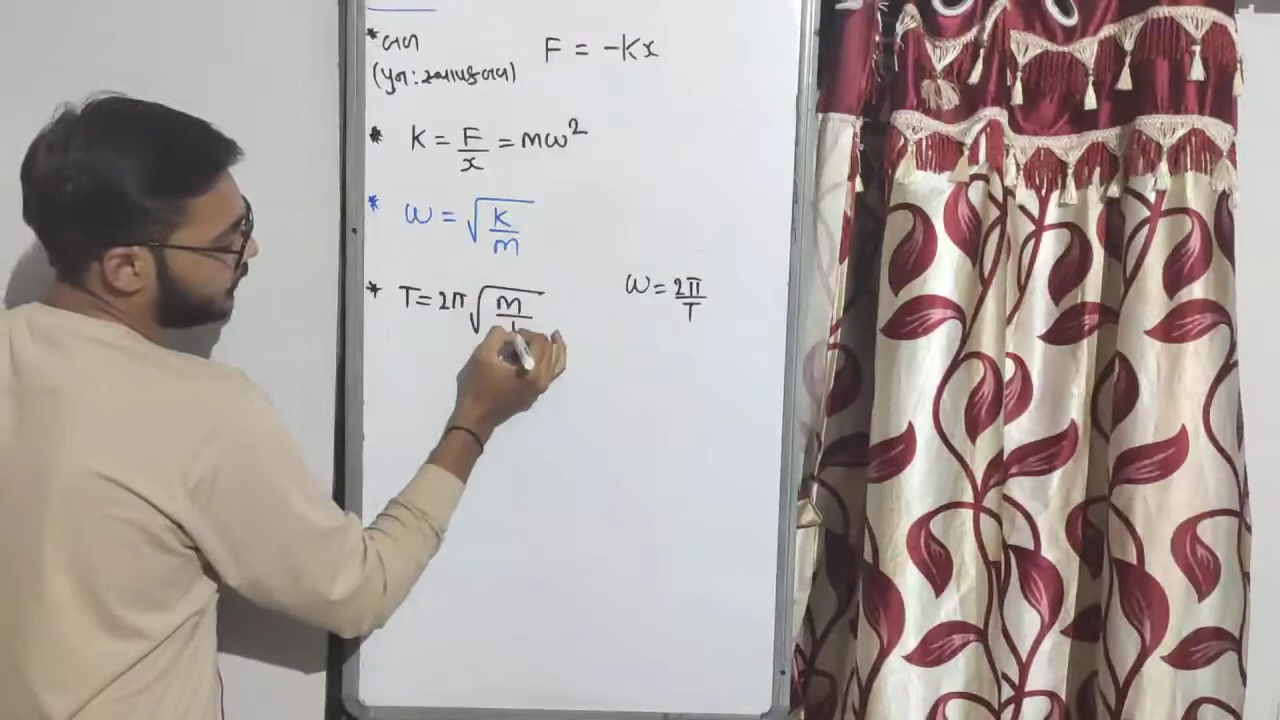 * બળ F = -Kx
(પુન:સ્થાપક બળ)
* K = F/x = mω²
* ω = √(K/m)
* T = 2π√(m/ ω = 2π/T